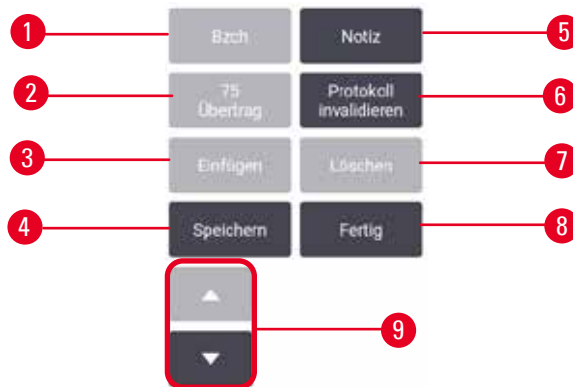 1
Bzch
Notiz
5
2
75
Übertrag
Protokoll
invalidieren
6
3
Einfügen
Löschen
7
4
Speichern
Fertig
8
9